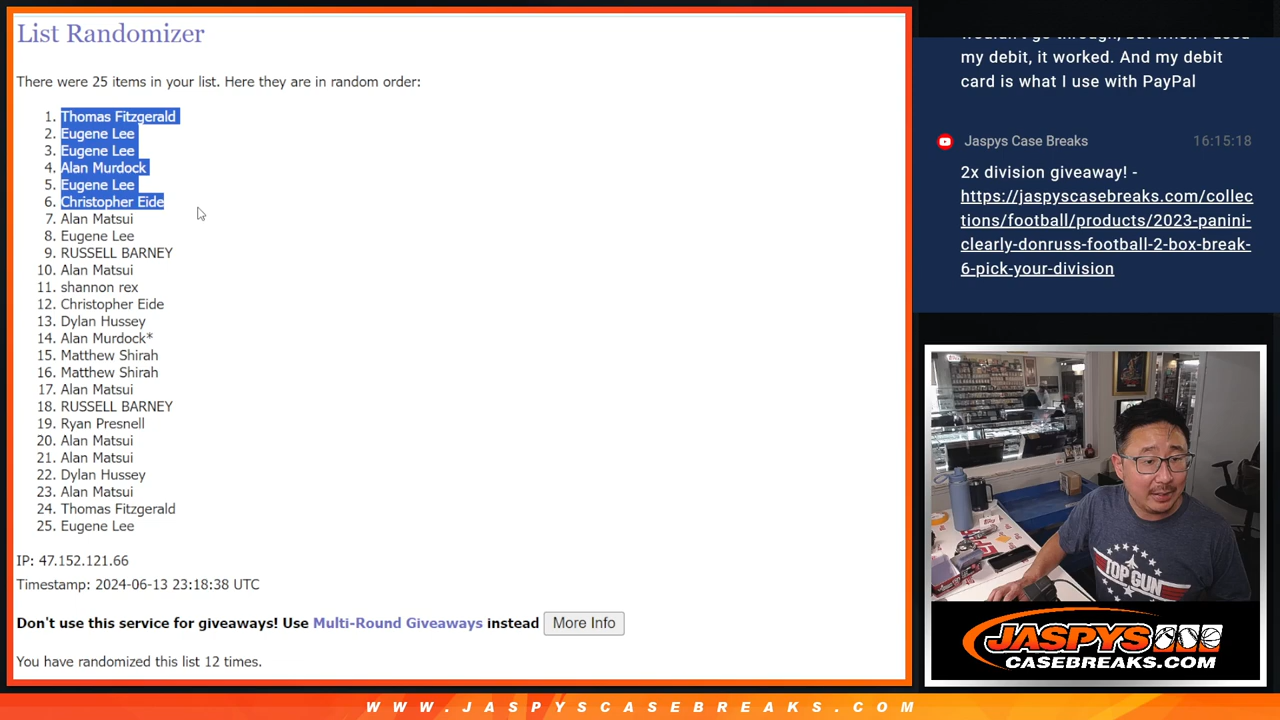 List Randomizer
There were 25 items in your list. Here they are in random order:
1. Thomas Fitzgerald
2. Eugene Lee
3. Eugene Lee
4. Alan Murdock
5. Eugene Lee
6. Christopher Eide
7. Alan Matsui
8. Eugene Lee
9. RUSSELL BARNEY
10. Alan Matsui
11. shannon rex
12. Christopher Eide
13. Dylan Hussey
14. Alan Murdock*
15. Matthew Shirah
16. Matthew Shirah
17. Alan Matsui
18. RUSSELL BARNEY
19. Ryan Presnell
20. Alan Matsui
21. Alan Matsui
22. Dylan Hussey
23. Alan Matsui
24. Thomas Fitzgerald
25. Eugene Lee
IP: 47.152.121.66
Timestamp: 2024-06-13 23:18:38 UTC
Don't use this service for giveaways! Use Multi-Round Giveaways instead More Info
You have randomized this list 12 times.
wouldn't go through, but when I used
my debit, it worked. And my debit
card is what I use with PayPal
Jaspys Case Breaks 16:15:18
2x division giveaway! -
https://jaspyscasebreaks.com/collec
tions/football/products/2023-panini-
clearly-donruss-football-2-box-break-
6-pick-your-division
TOP GUN
JASPYS
CASEBREAKS.COM
WWW.JASPYSCASEBREAKS.COM